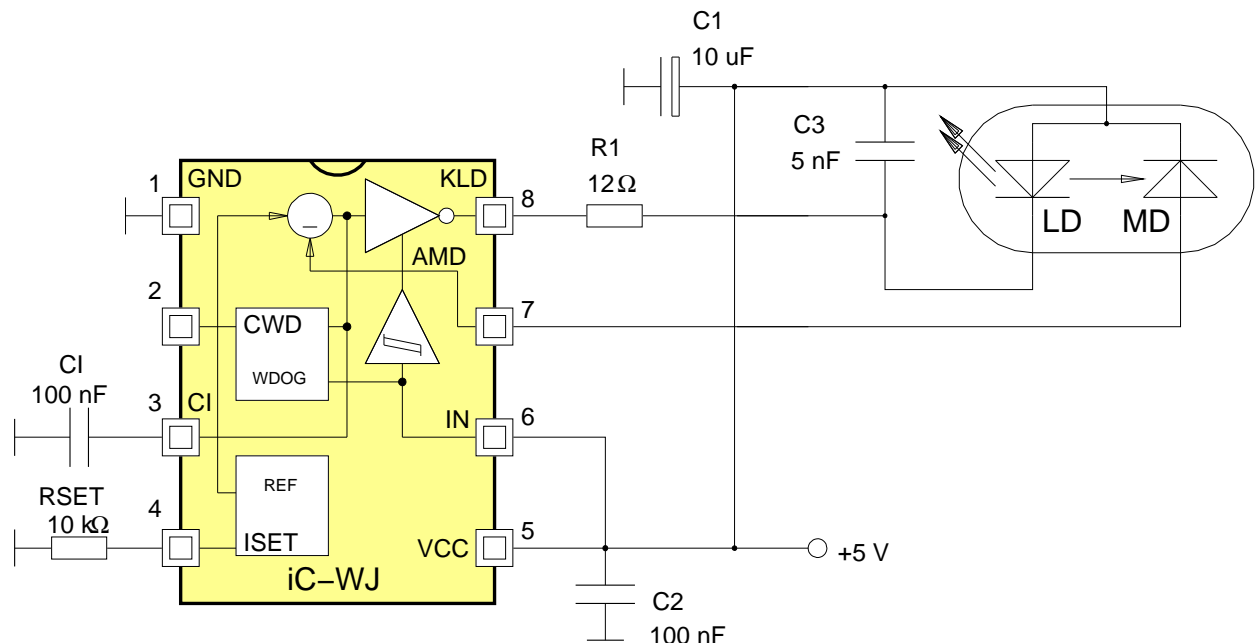 C1
10 uF
C3
5 nF
R1
12Ω
1
GND
KLD
8
LD
MD
AMD
2
7
CWD
WDOG
CI
100 nF
3
CI
IN
6
RSET
10 kΩ
4
REF
ISET
5
VCC
+5 V
iC-WJ
C2
100 nF